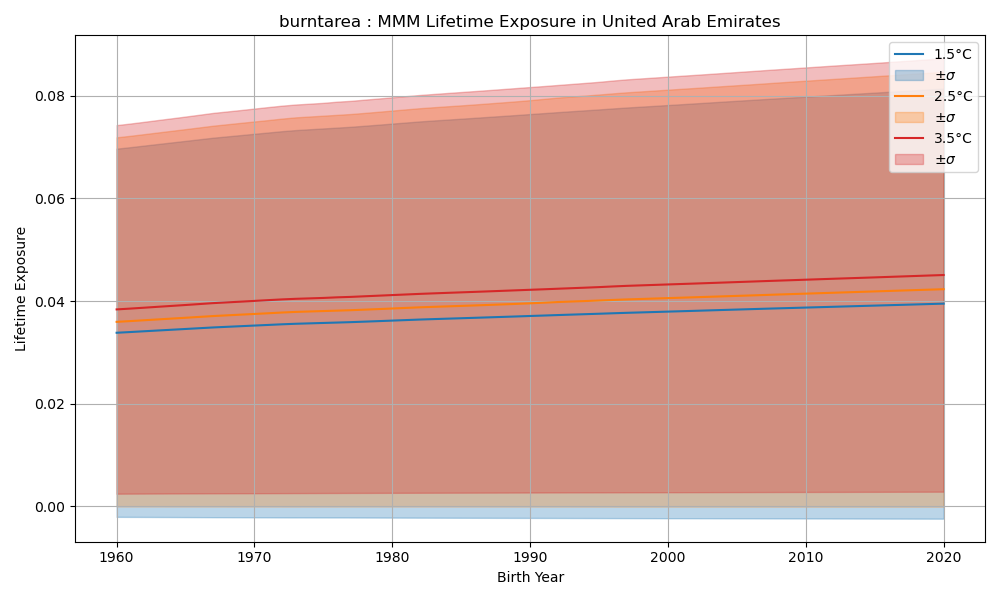 burntarea : MMM Lifetime Exposure in United Arab Emirates
1.5°C
±σ
2.5°C
±σ
3.5°C
±σ
Lifetime Exposure
0.08
0.06
0.04
0.02
0.00
1960 1970 1980 1990 2000 2010 2020
Birth Year